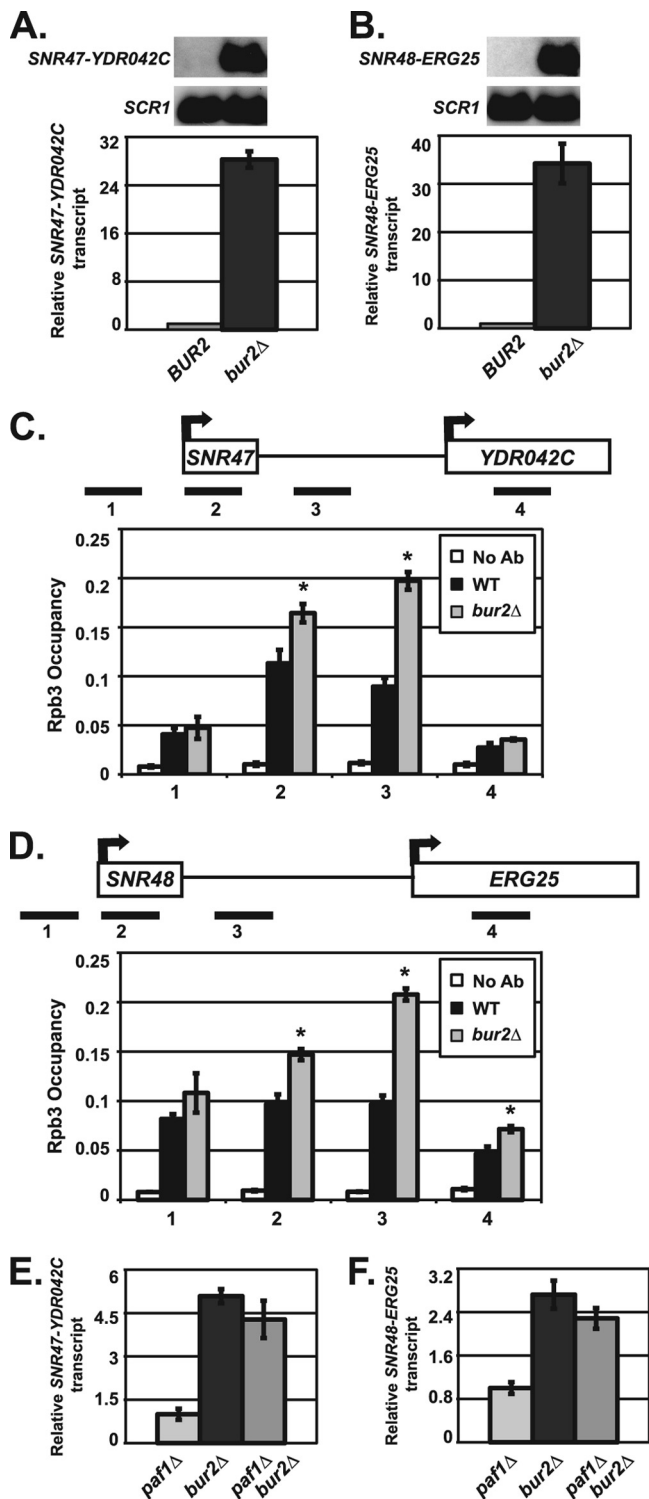 A.
SNR47-YDR042C
SCR1
Relative SNR47-YDR042C
transcript
32
24
16
8
0
BUR2
bur2Δ
B.
SNR48-ERG25
SCR1
Relative SNR48-ERG25
transcript
40
30
20
10
0
BUR2
bur2Δ
C.
SNR47
YDR042C
1
2
3
4
Rpb3 Occupancy
0.25
0.2
0.15
0.1
0.05
0
No Ab
WT
bur2Δ
*
*
1
2
3
4
D.
SNR48
ERG25
1
2
3
4
Rpb3 Occupancy
0.25
0.2
0.15
0.1
0.05
0
No Ab
WT
bur2Δ
*
*
*
1
2
3
4
E.
Relative SNR47-YDR042C
transcript
6
4.5
3
1.5
0
paf1Δ
bur2Δ
paf1Δ
bur2Δ
F.
Relative SNR48-ERG25
transcript
3.2
2.4
1.6
0.8
0
paf1Δ
bur2Δ
paf1Δ
bur2Δ